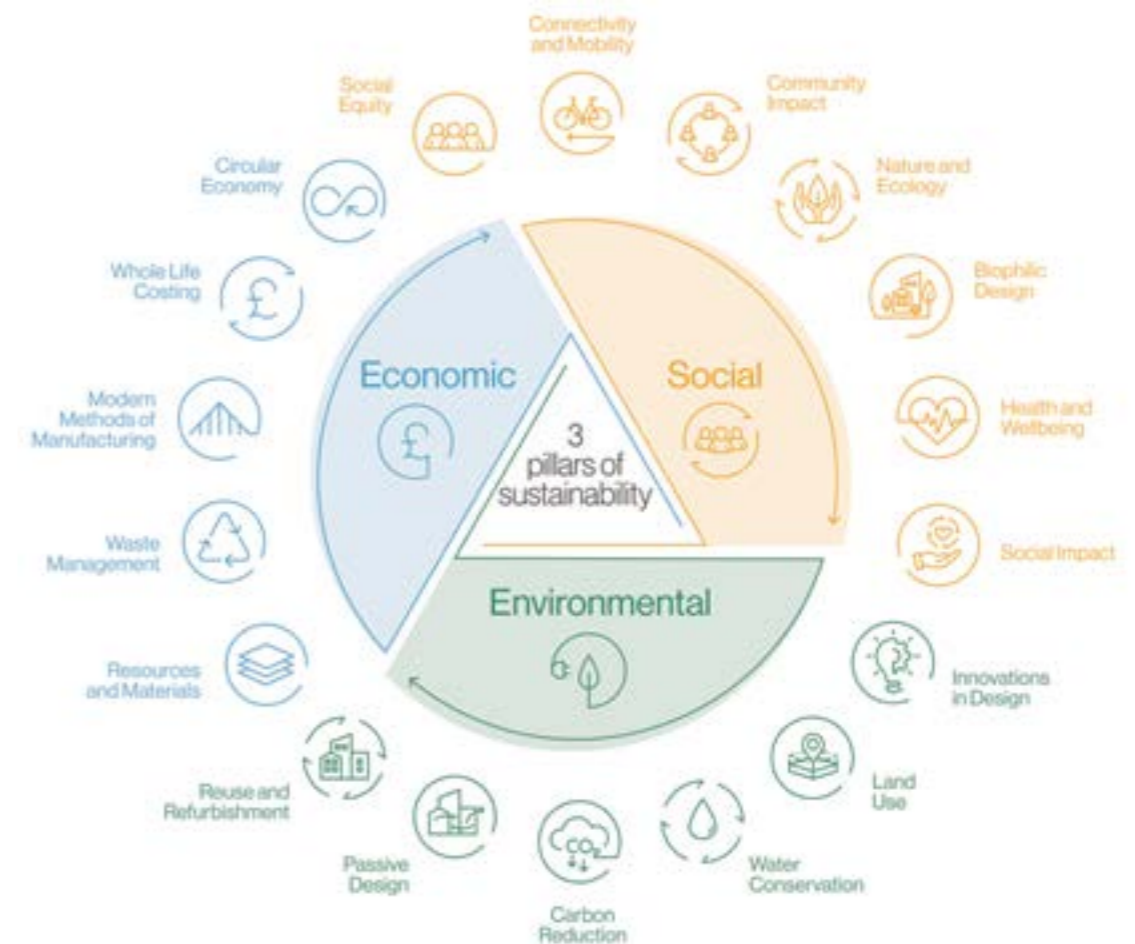 Connectivity
and Mobility
Community
Impact
Nature and
Ecology
Biophilic
Design
Health and
Wellbeing
Social Impact
Innovations
in Design
Land
Use
Water
Conservation
Carbon
Reduction
Passive
Design
Reuse and
Refurbishment
Resources
and Materials
Waste
Management
Modern
Methods of
Manufacturing
Whole Life
Costing
£
Circular
Economy
Social
Equity
Economic
£
Social
3
pillars of
sustainability
Environmental
CO₂